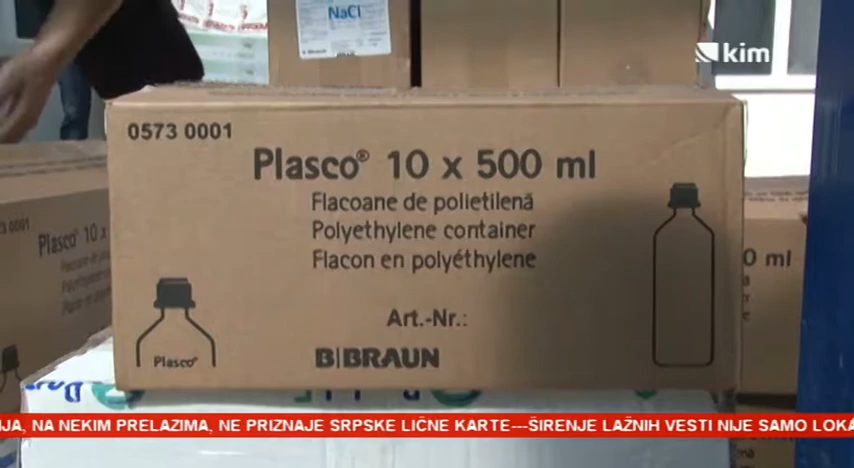 NaCl
kim
0573 0001
Plasco® 10 x 500 ml
Flacoane de polietilenă
Polyethylene container
Flacon en polyéthylene
Art.-Nr.:
Plasco®
B|BRAUN
0001
Plasco® 10 x
0 ml
JA, NA NEKIM PRELAZIMA, NE PRIZNAJE SRPSKE LIČNE KARTE---ŠIRENJE LAŽNIH VESTI NIJE SAMO LOKA